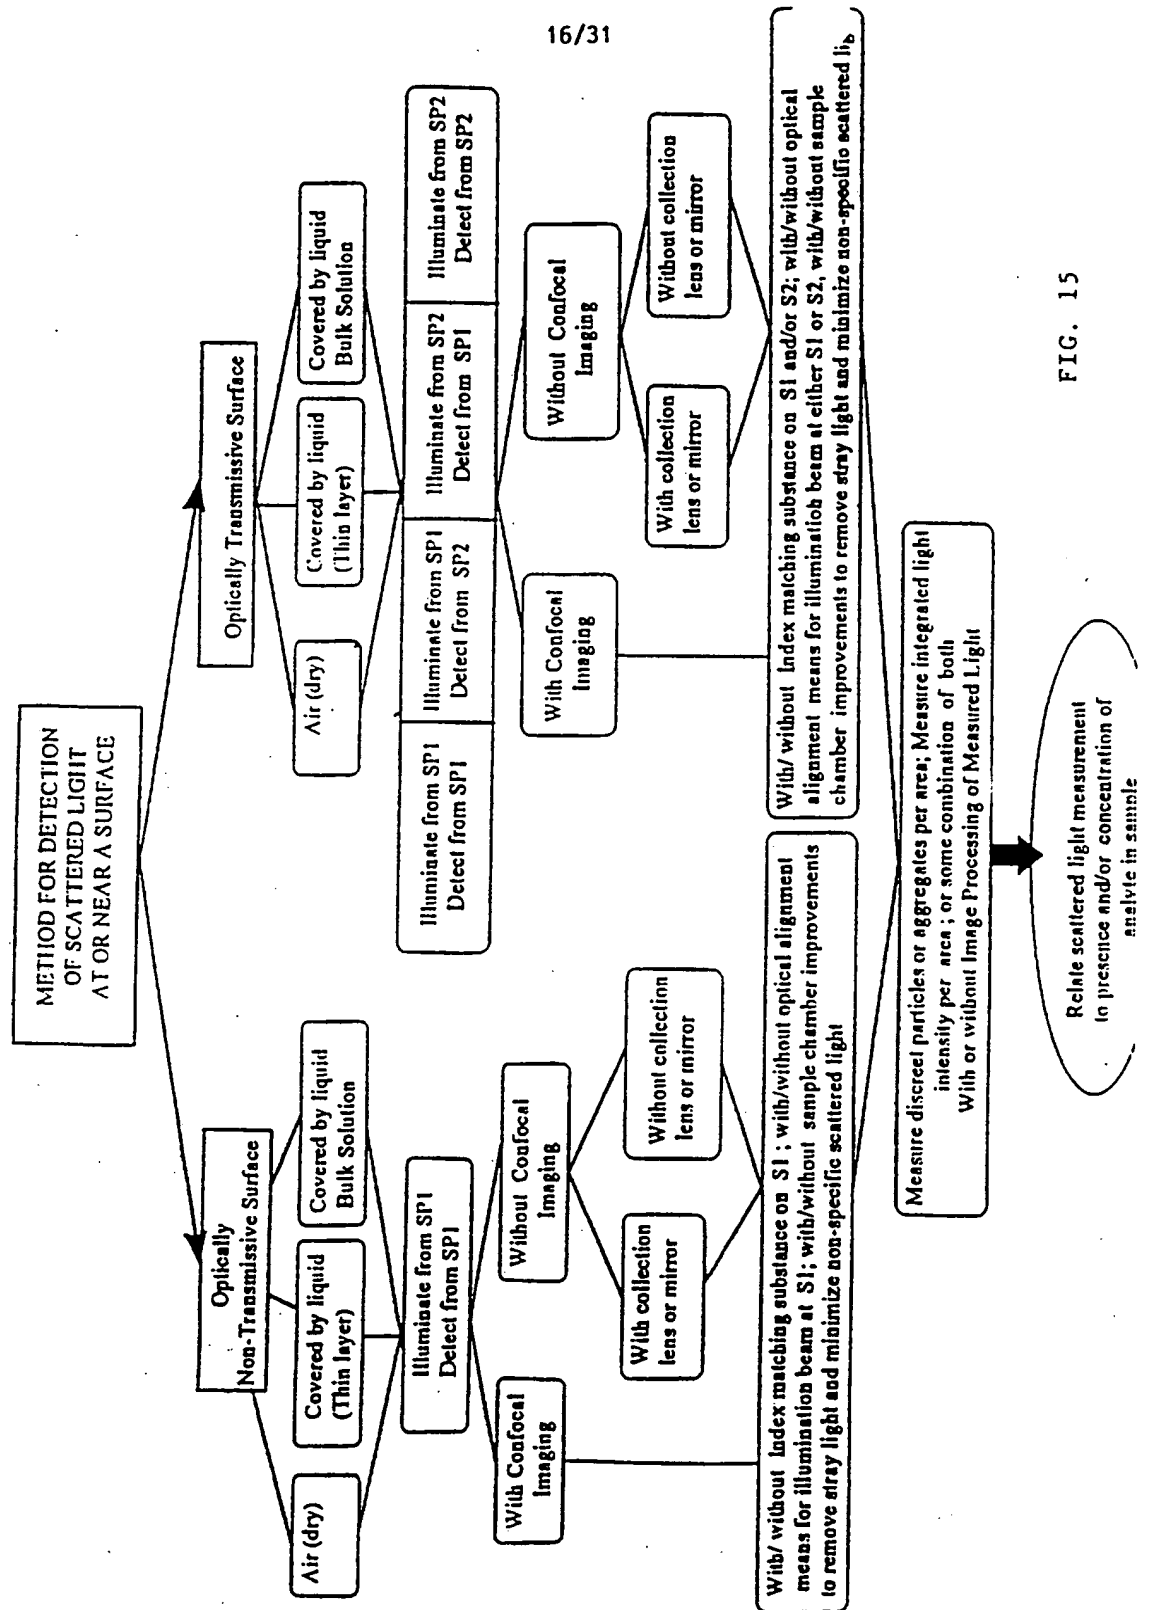 16/31
METHOD FOR DETECTION
OF SCATTERED LIGHT
AT OR NEAR A SURFACE
Optically
Non-Transmissive Surface
Air (dry)
Covered by liquid
(Thin layer)
Covered by liquid
Bulk Solution
Illuminate from SP1
Detect from SP1
With Confocal
Imaging
Without Confocal
Imaging
With collection
lens or mirror
Without collection
lens or mirror
With/ without Index matching substance on S1 ; with/without optical alignment
means for illumination beam at S1; with/without sample chamber improvements
to remove stray light and minimize non-specific scattered light
Optically Transmissive Surface
Air (dry)
Covered by liquid
(Thin layer)
Covered by liquid
Bulk Solution
Illuminate from SP1
Detect from SP1
Illuminate from SP1
Detect from SP2
Illuminate from SP2
Detect from SP1
Illuminate from SP2
Detect from SP2
With Confocal
Imaging
Without Confocal
Imaging
With collection
lens or mirror
Without collection
lens or mirror
With/ without Index matching substance on S1 and/or S2; with/without optical
alignment means for illumination beam at either S1 or S2, with/without sample
chamber improvements to remove stray light and minimize non-specific scattered
Measure discreet particles or aggregates per area; Measure integrated light
intensity per area ; or some combination of both
With or without Image Processing of Measured Light
Relate scattered light measurement
to presence and/or concentration of
analyte in sample
FIG. 15